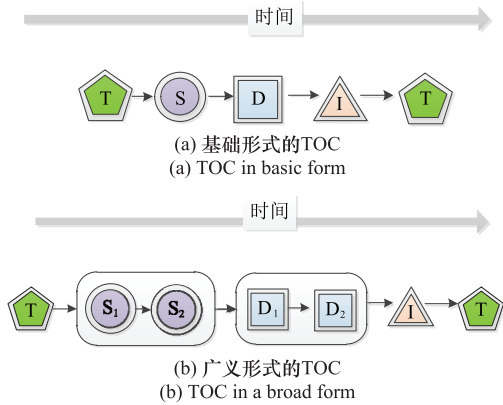 时间
T S D I T
(a) 基础形式的TOC
(a) TOC in basic form
时间
T S₁ S₂ D₁ D₂ I T
(b) 广义形式的TOC
(b) TOC in a broad form